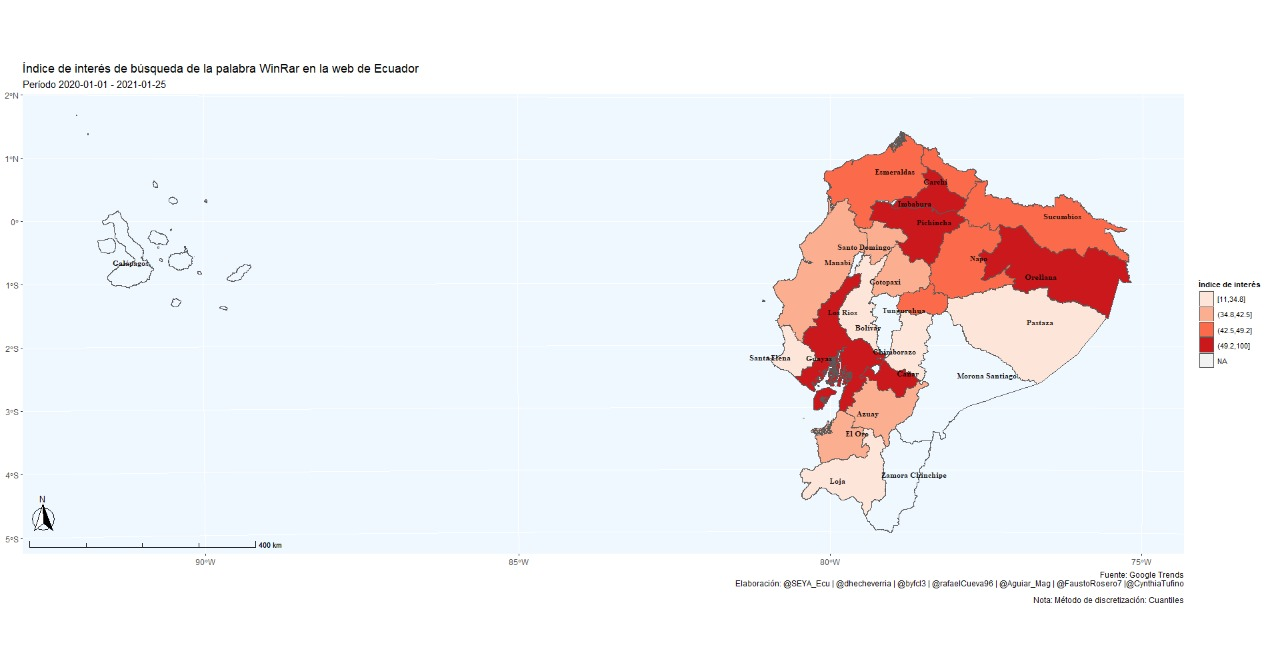 Índice de interés de búsqueda de la palabra WinRar en la web de Ecuador
Período 2020-01-01 - 2021-01-25
2°N
1°N
0°
1°S
2°S
3°S
4°S
5°S
Galápagos
Esmeraldas
Carchi
Imbabura
Sucumbíos
Pichincha
Santo Domingo
Manabí
Napo
Orellana
Cotopaxi
Los Ríos
Tungurahua
Bolívar
Pastaza
Santa Elena
Guayas
Chimborazo
Cañar
Morona Santiago
Azuay
El Oro
Loja
Zamora Chinchipe
N
400 km
90°W
85°W
80°W
75°W
Índice de interés
[11,34.8]
(34.8,42.5]
(42.5,49.2]
(49.2,100]
NA
Fuente: Google Trends
Elaboración: @SEYA_Ecu | @dhecheverria | @byfcl3 | @rafaelCueva96 | @Aguiar_Mag | @FaustoRosero7 |@CynthiaTufino
Nota: Método de discretización: Cuantiles